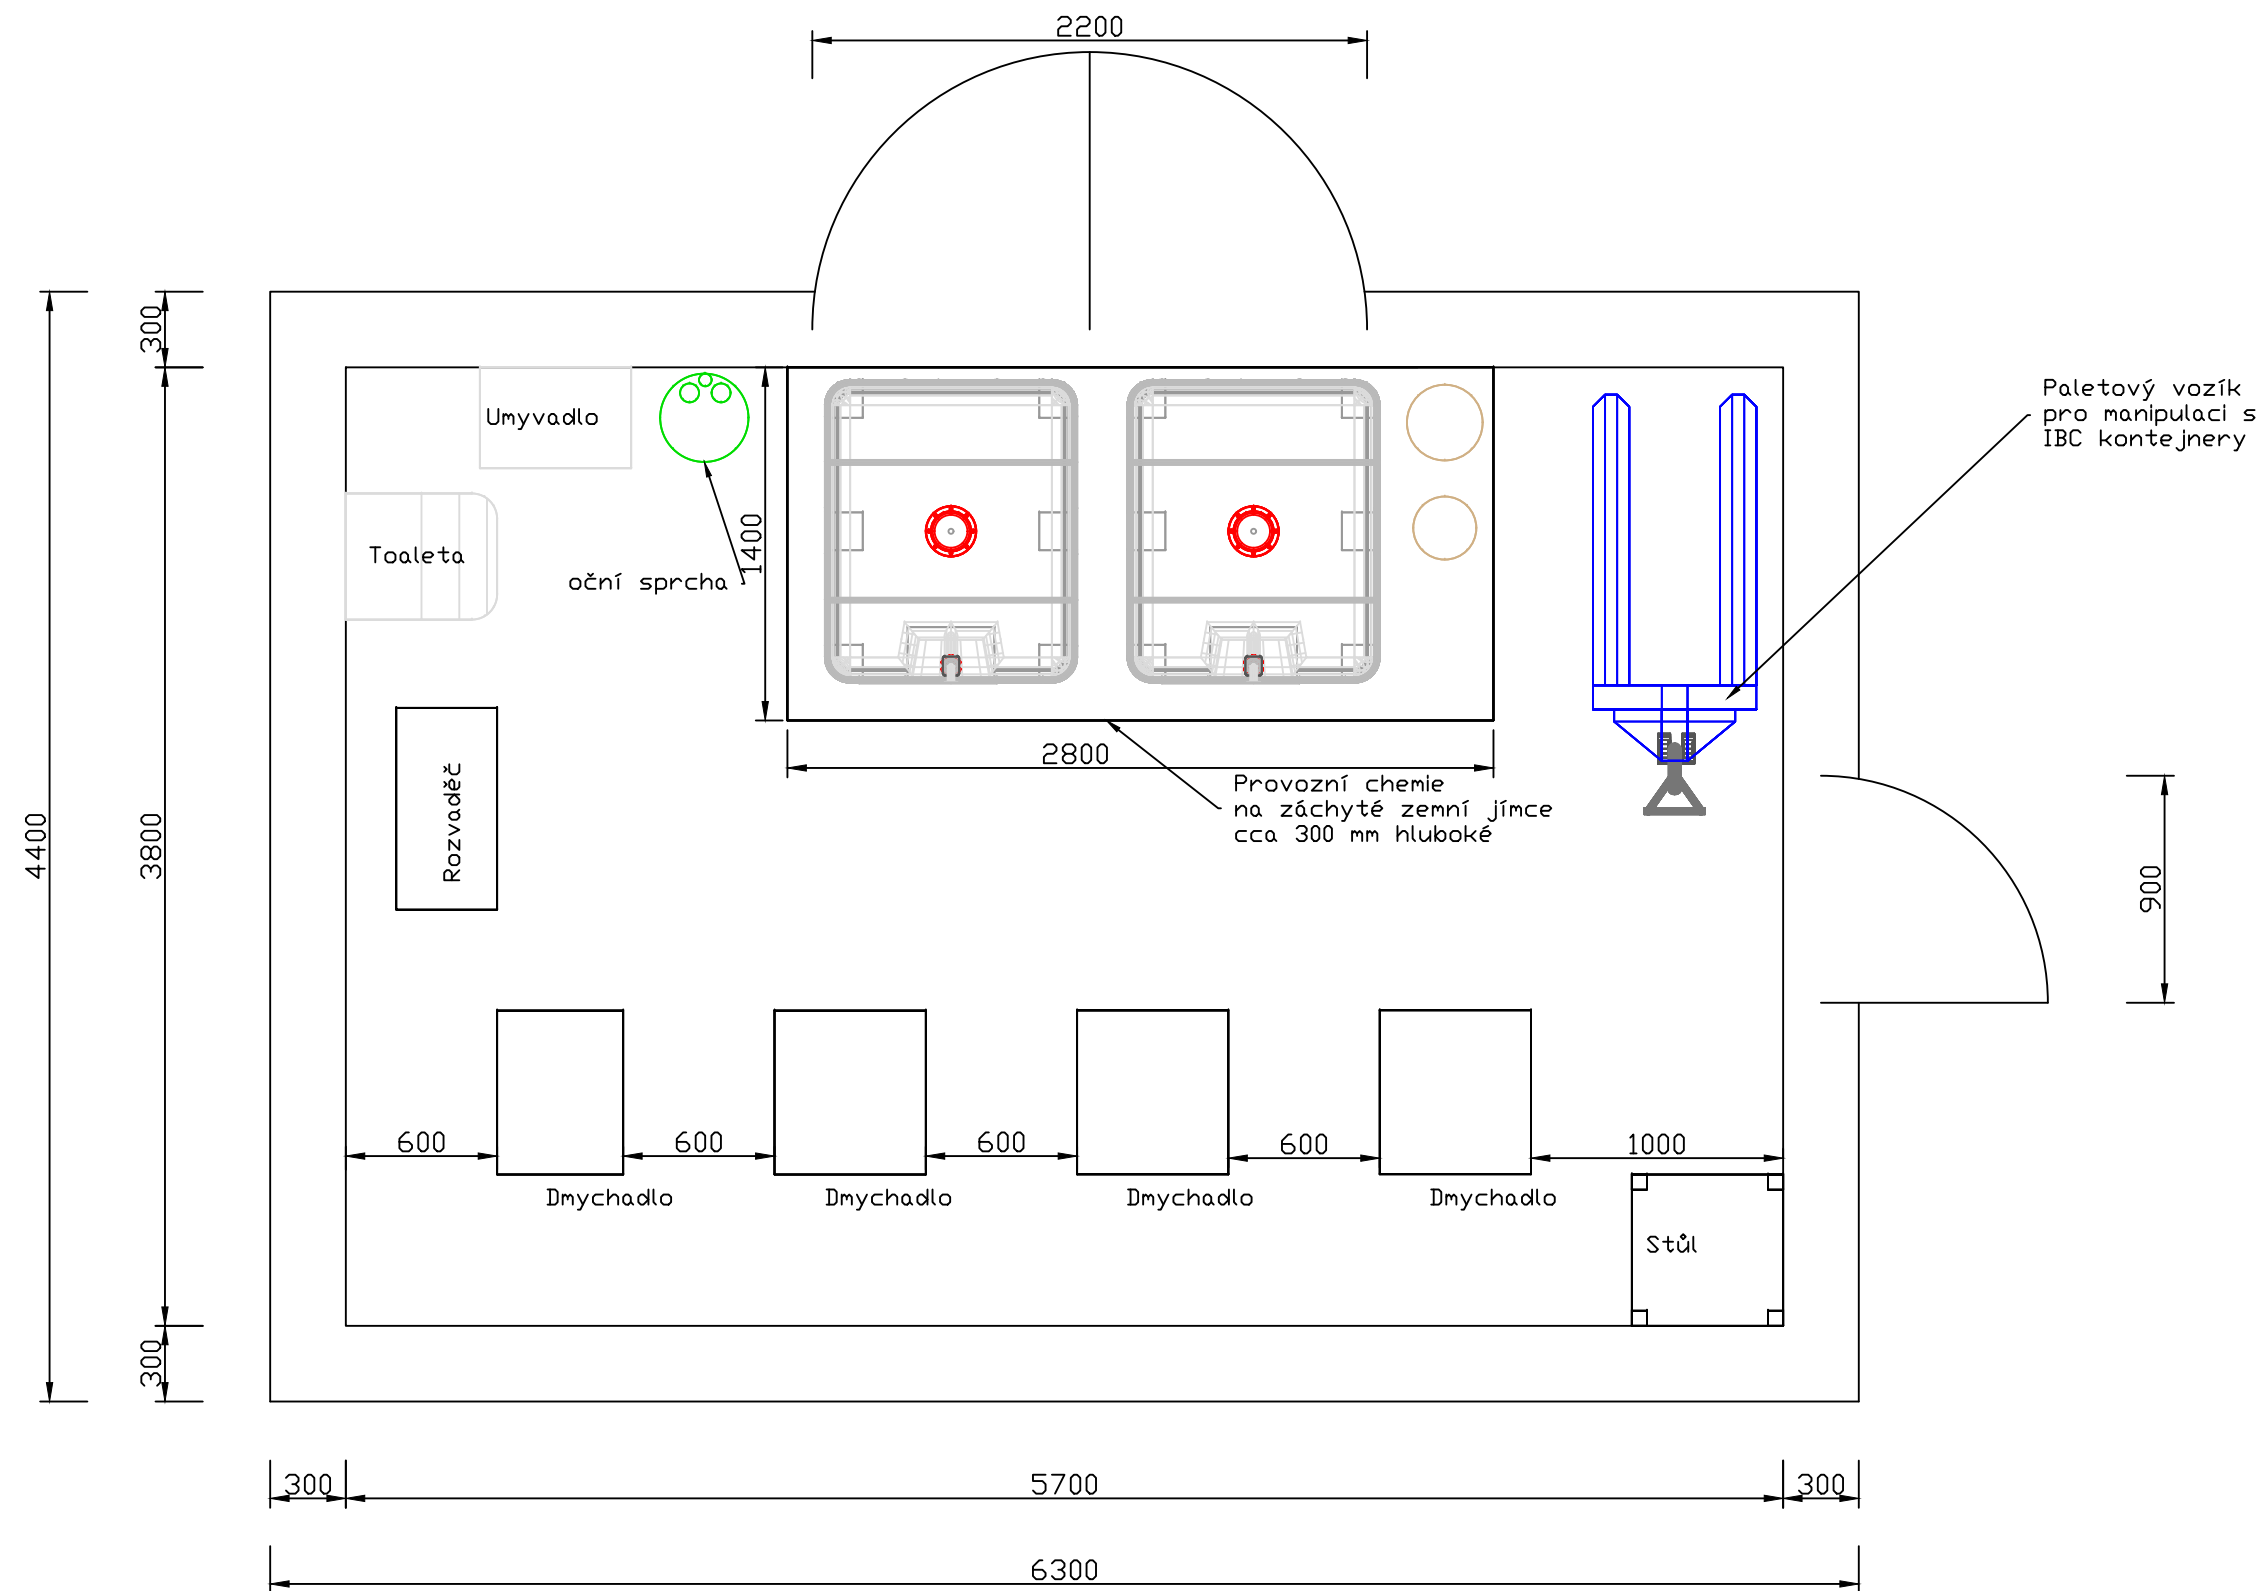 2200
300
Paletový vozík
pro manipulaci s
IBC kontejnery
Umyvadlo
Toaleta
oční sprcha
1400
2800
Provozní chemie
na záchyté zemní jímce
cca 300 mm hluboké
Rozvaděč
4400
3800
900
600
600
600
600
1000
Dmychadlo
Dmychadlo
Dmychadlo
Dmychadlo
Stůl
300
300
5700
300
6300